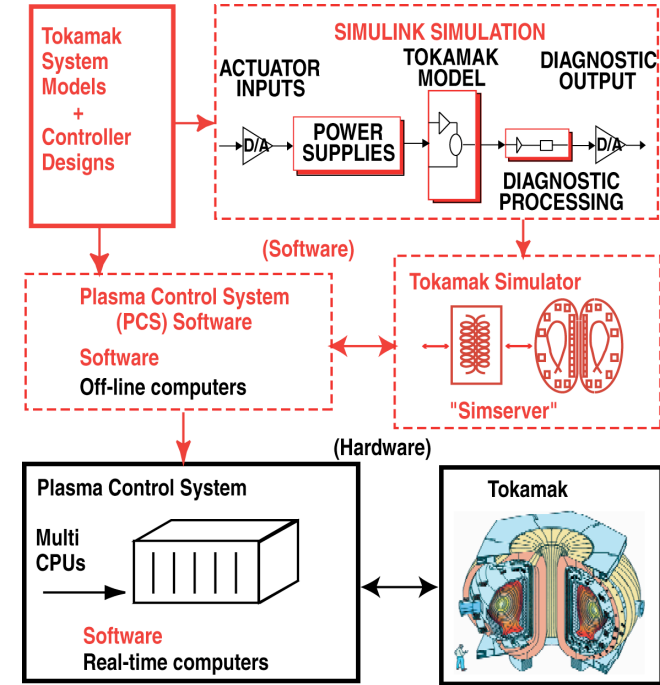 Tokamak
System
Models
+
Controller
Designs
SIMULINK SIMULATION
ACTUATOR
INPUTS
TOKAMAK
MODEL
DIAGNOSTIC
OUTPUT
D/A
POWER
SUPPLIES
D/A
DIAGNOSTIC
PROCESSING
(Software)
Plasma Control System
(PCS) Software
Software
Off-line computers
Tokamak Simulator
"Simserver"
(Hardware)
Plasma Control System
Multi
CPUs
Software
Real-time computers
Tokamak